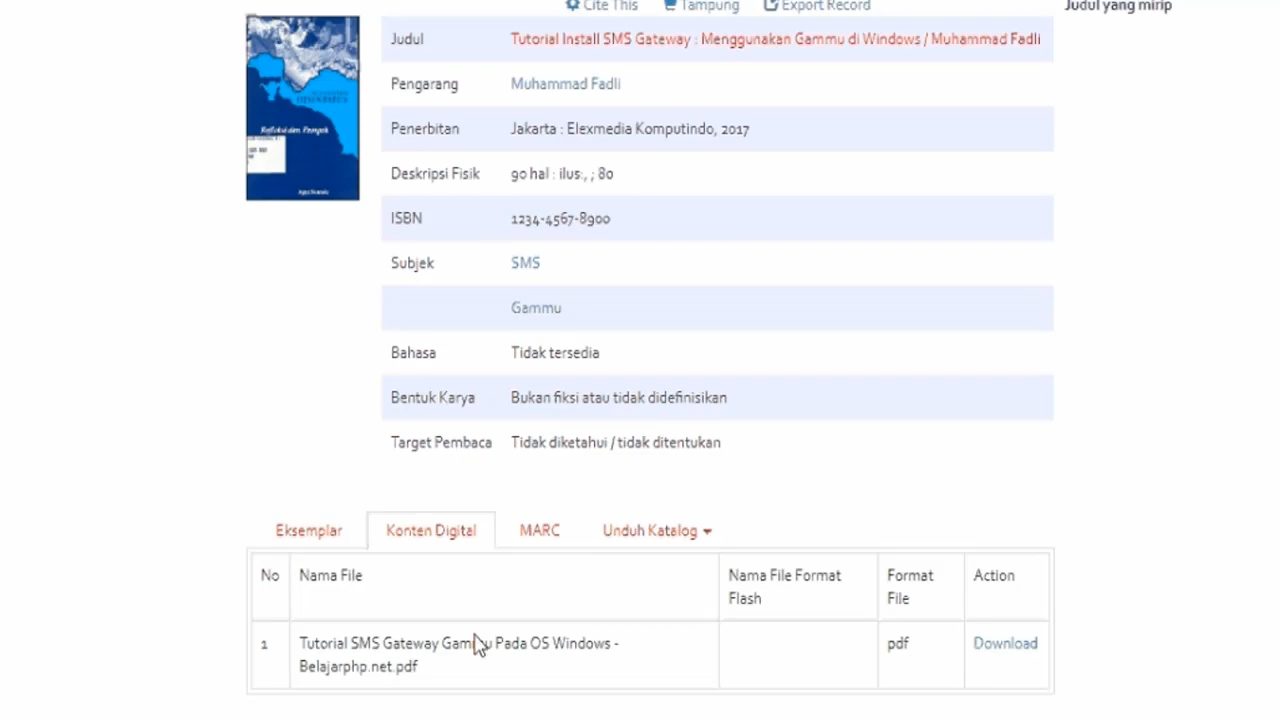 Cite This Tampung Export Record
Judul yang mirip
Judul Tutorial Install SMS Gateway : Menggunakan Gammu di Windows / Muhammad Fadli
Pengarang Muhammad Fadli
Penerbitan Jakarta : Elexmedia Komputindo, 2017
Deskripsi Fisik 90 hal : ilus:, ; 80
ISBN 1234-4567-8900
Subjek SMS
Gammu
Bahasa Tidak tersedia
Bentuk Karya Bukan fiksi atau tidak didefinisikan
Target Pembaca Tidak diketahui / tidak ditentukan
Eksemplar Konten Digital MARC Unduh Katalog
No Nama File Nama File Format Flash Format File Action
1 Tutorial SMS Gateway Gammu Pada OS Windows - pdf Download
Belajarphp.net.pdf